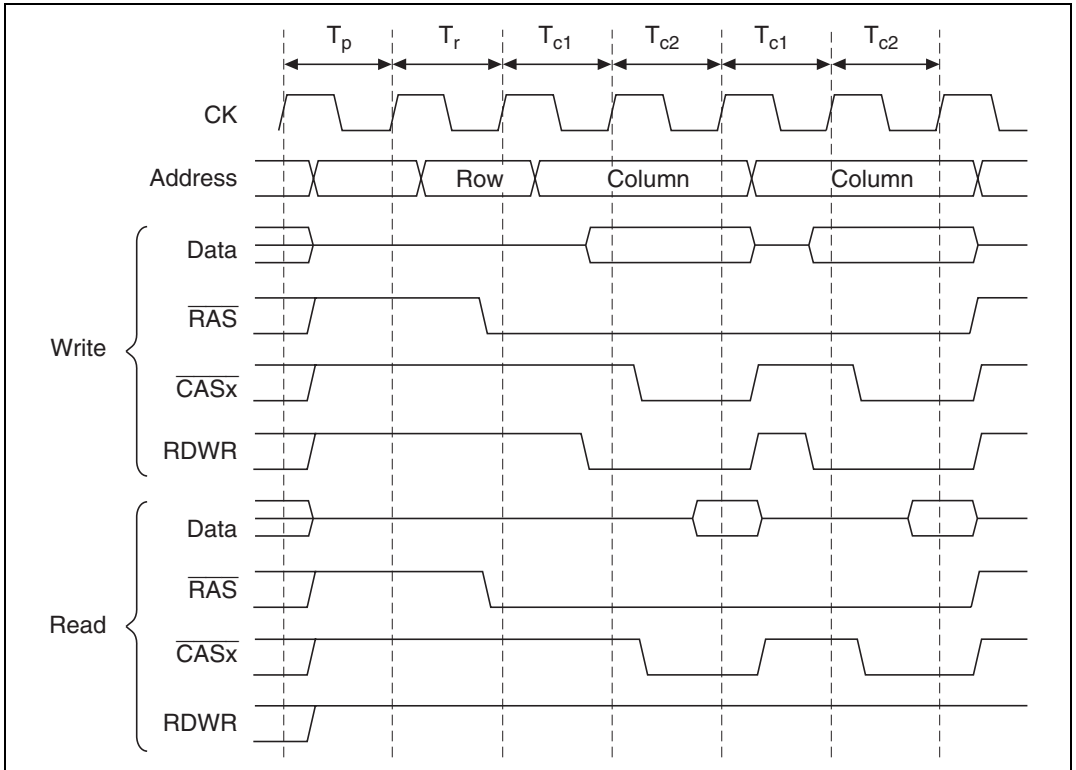 Tp Tr Tc1 Tc2 Tc1 Tc2
CK
Address Row Column Column
Write
Data
RAS
CASx
RDWR
Read
Data
RAS
CASx
RDWR